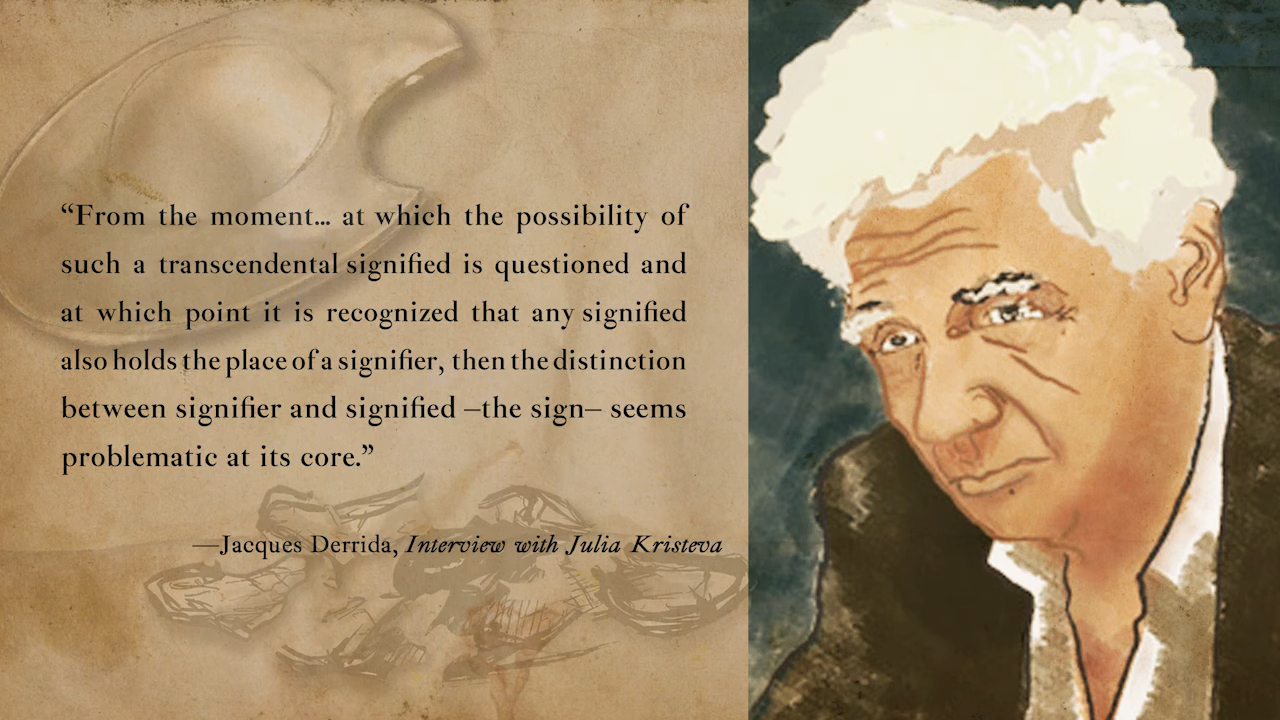 “From the moment... at which the possibility of
such a transcendental signified is questioned and
at which point it is recognized that any signified
also holds the place of a signifier, then the distinction
between signifier and signified –the sign– seems
problematic at its core.”
—Jacques Derrida, Interview with Julia Kristeva